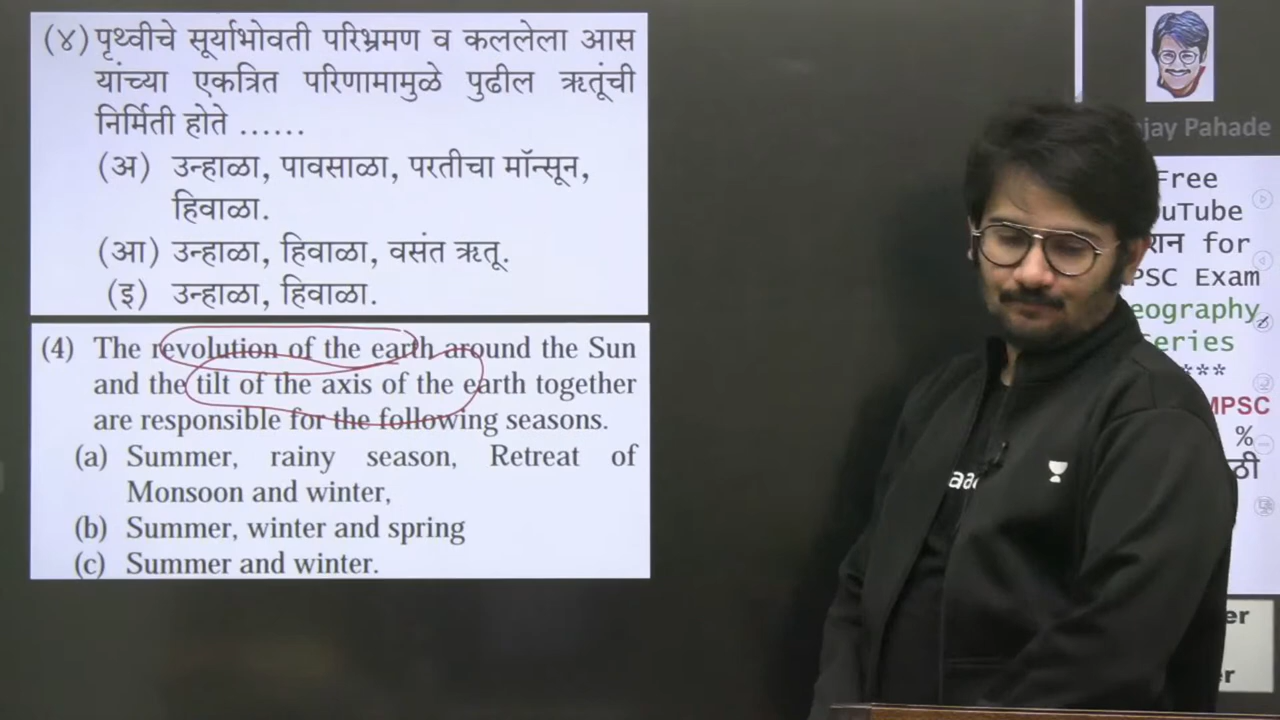 (४) पृथ्वीचे सूर्याभोवती परिभ्रमण व कललेला आस
यांच्या एकत्रित परिणामामुळे पुढील ऋतूंची
निर्मिती होते ......
(अ) उन्हाळा, पावसाळा, परतीचा मॉन्सून,
हिवाळा.
(आ) उन्हाळा, हिवाळा, वसंत ऋतू.
(इ) उन्हाळा, हिवाळा.
(4) The revolution of the earth around the Sun
and the tilt of the axis of the earth together
are responsible for the following seasons.
(a) Summer, rainy season, Retreat of
Monsoon and winter,
(b) Summer, winter and spring
(c) Summer and winter.
jay Pahade
Free
ouTube
for
PSC Exam
eography
Series
***
MPSC
%
ठी
er
er